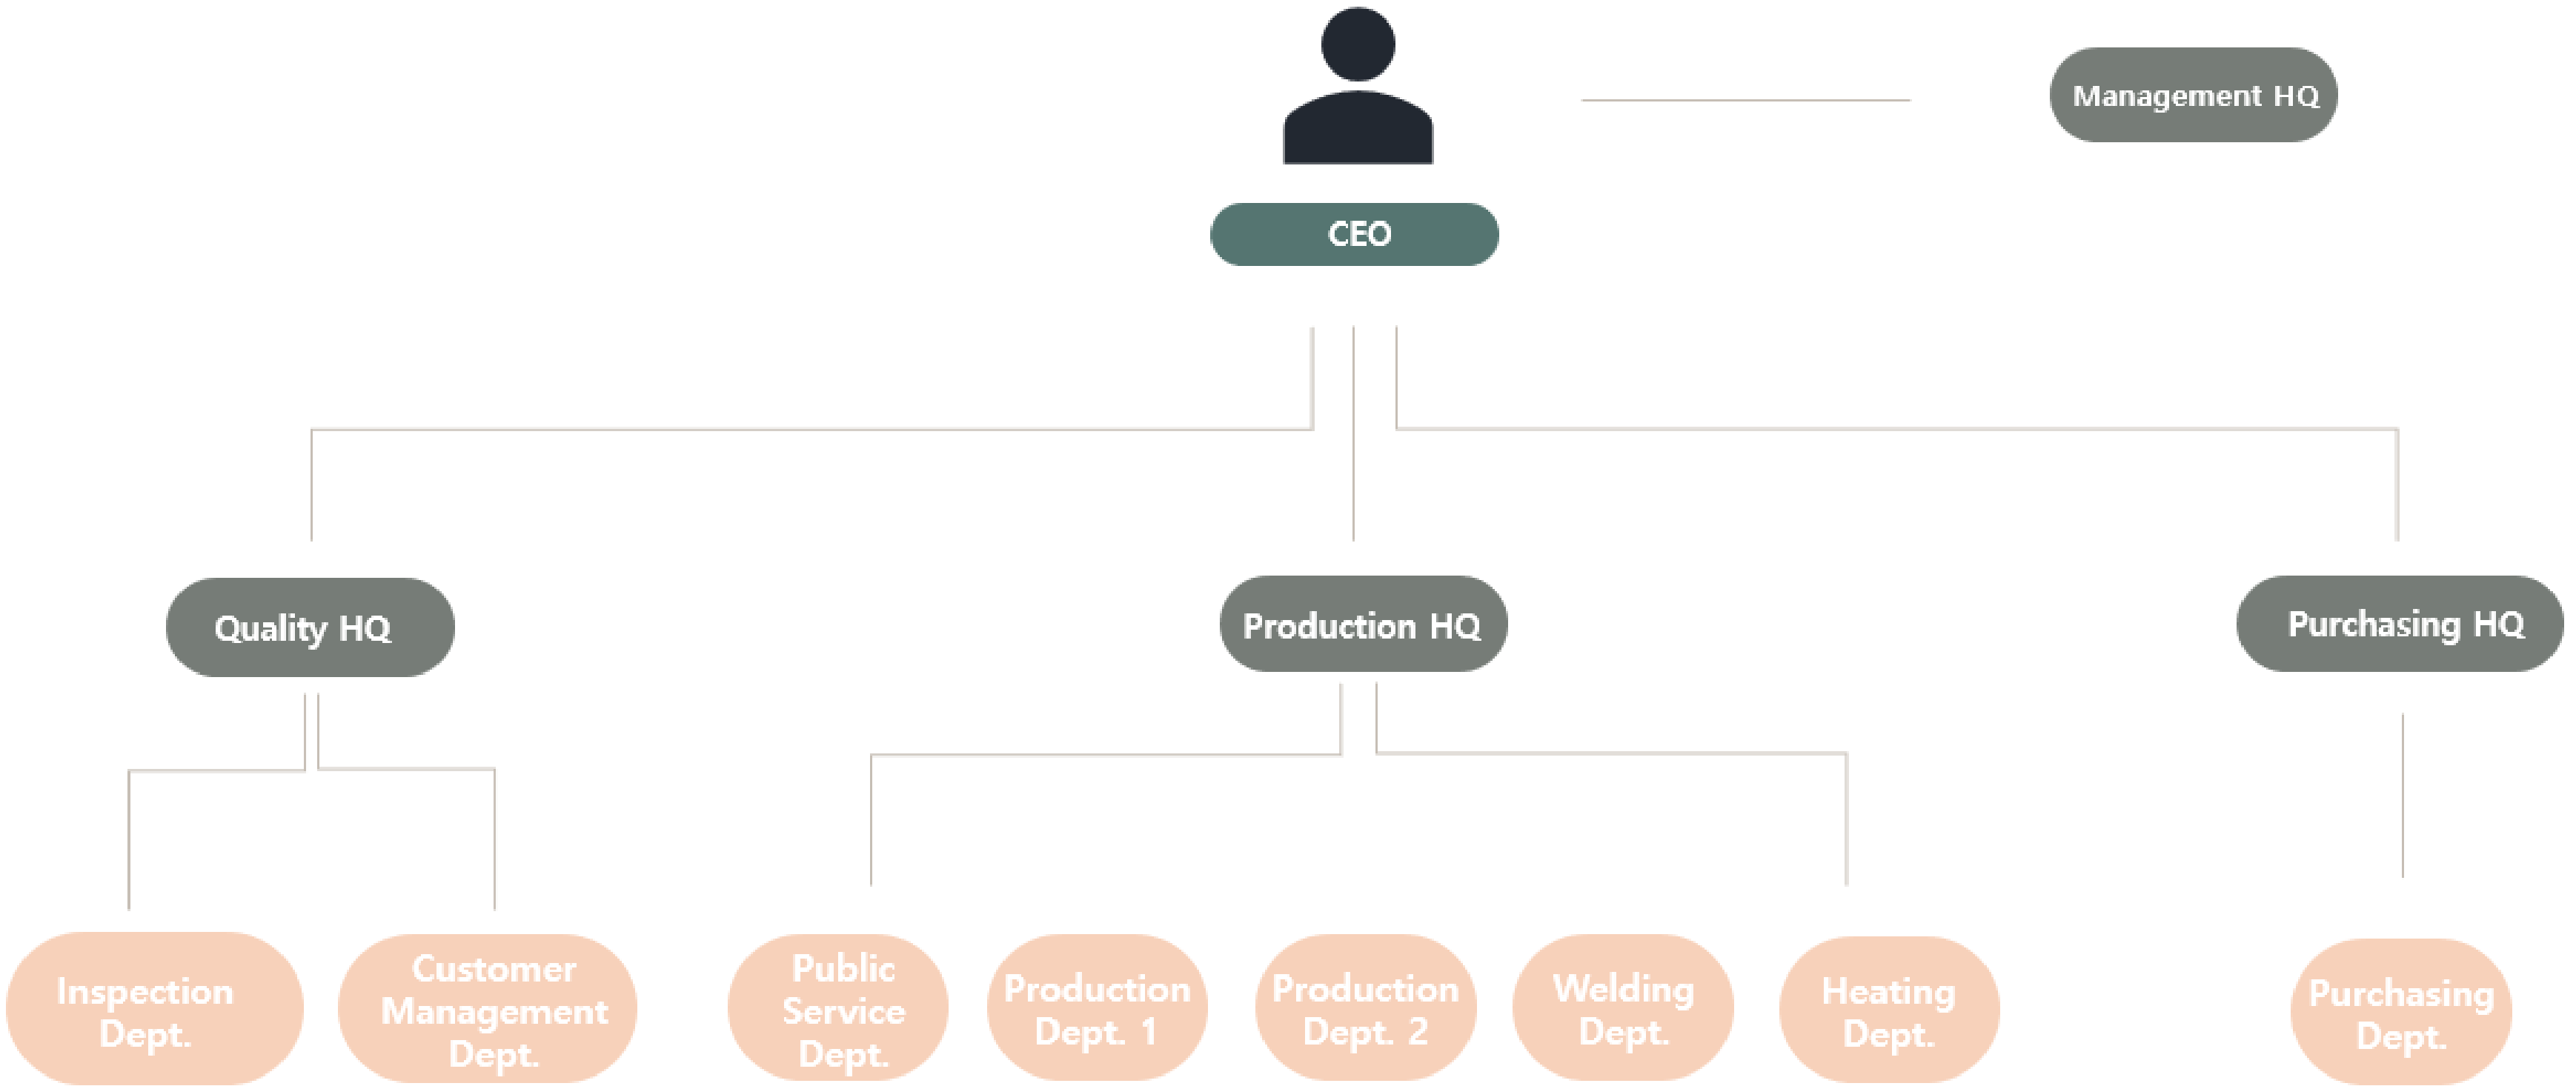 Management HQ
CEO
Quality HQ
Production HQ
Purchasing HQ
Inspection
Dept.
Customer
Management
Dept.
Public
Service
Dept.
Production
Dept. 1
Production
Dept. 2
Welding
Dept.
Heating
Dept.
Purchasing
Dept.